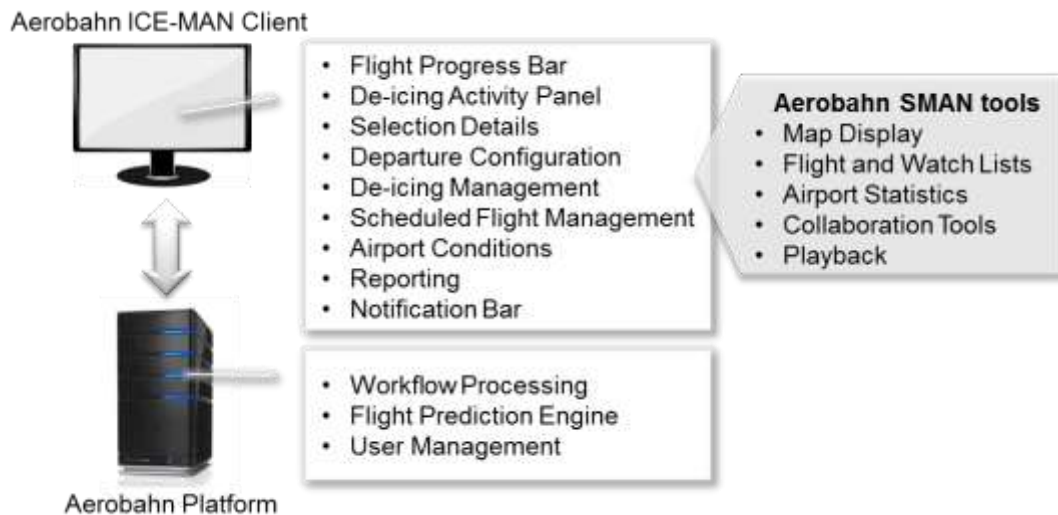 Aerobahn ICE-MAN Client
• Flight Progress Bar
• De-icing Activity Panel
• Selection Details
• Departure Configuration
• De-icing Management
• Scheduled Flight Management
• Airport Conditions
• Reporting
• Notification Bar
Aerobahn SMAN tools
• Map Display
• Flight and Watch Lists
• Airport Statistics
• Collaboration Tools
• Playback
• Workflow Processing
• Flight Prediction Engine
• User Management
Aerobahn Platform